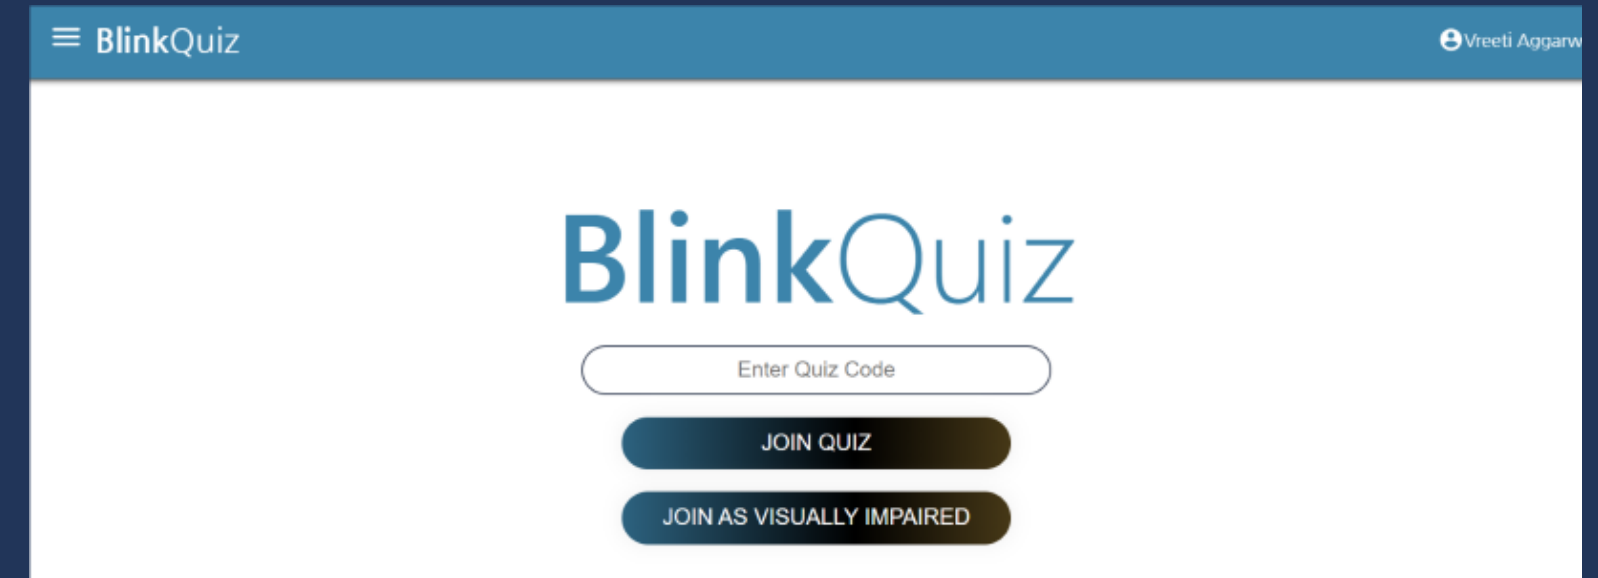 BlinkQuiz
Vreeti Aggarw
BlinkQuiz
Enter Quiz Code
JOIN QUIZ
JOIN AS VISUALLY IMPAIRED